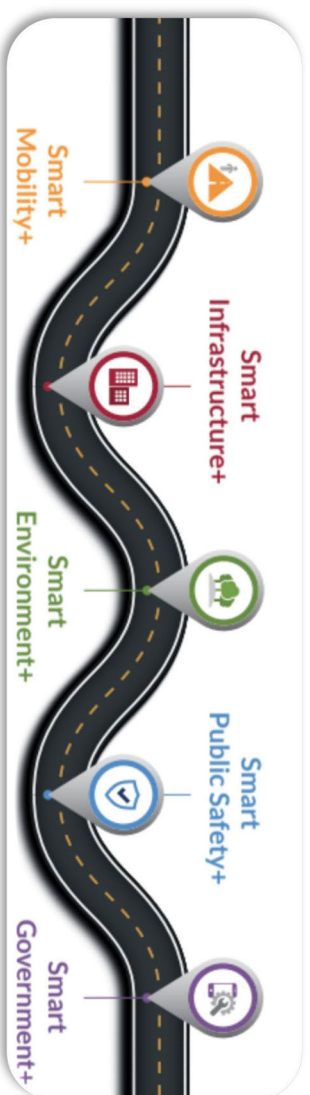 Smart
Mobility+
Smart
Infrastructure+
Smart
Environment+
Smart
Public Safety+
Smart
Government+